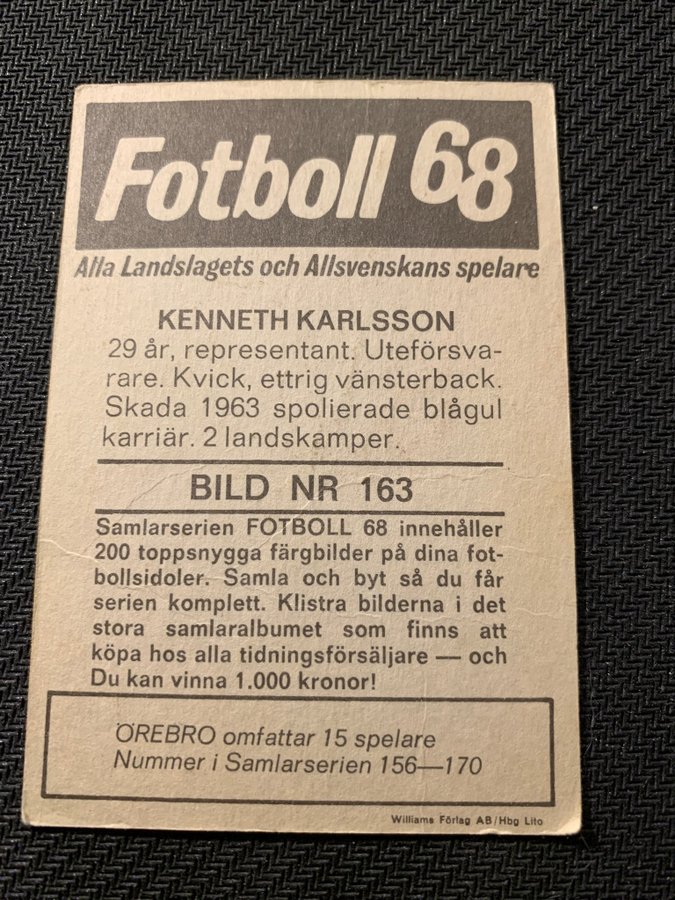 Fotboll 68
Alla Landslagets och Allsvenskans spelare
KENNETH KARLSSON
29 år, representant. Uteförsva-
rare. Kvick, ettrig vänsterback.
Skada 1963 spolierade blågul
karriär. 2 landskamper.
BILD NR 163
Samlarserien FOTBOLL 68 innehåller
200 toppsnygga färgbilder på dina fot-
bollsidoler. Samla och byt så du får
serien komplett. Klistra bilderna i det
stora samlaralbumet som finns att
köpa hos alla tidningsförsäljare — och
Du kan vinna 1.000 kronor!
ÖREBRO omfattar 15 spelare
Nummer i Samlarserien 156—170
Williams Förlag AB/Hbg Lito